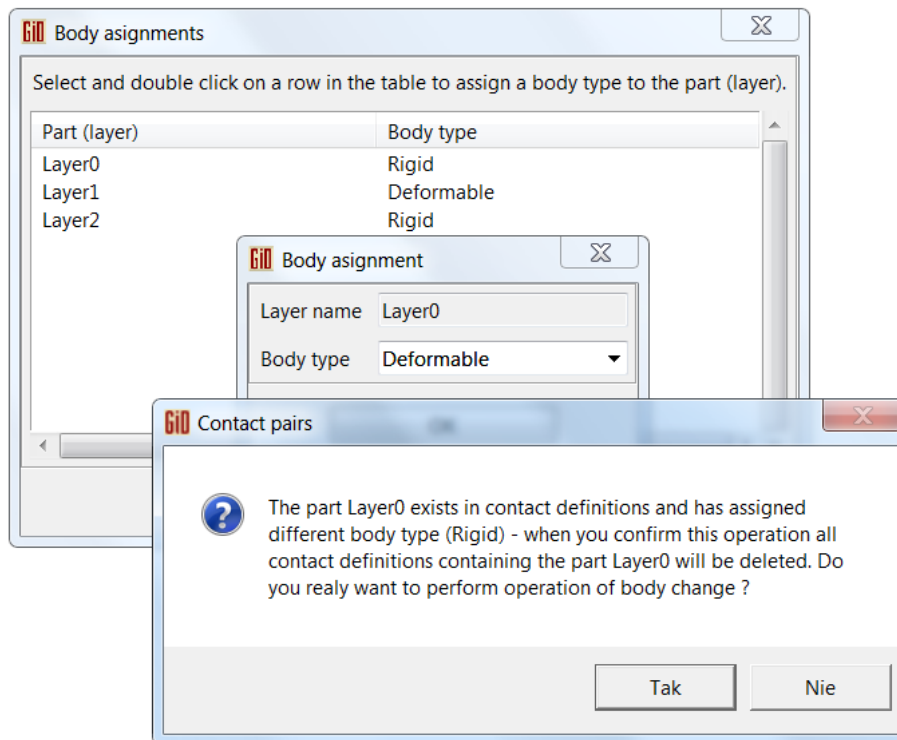 GiD Body asignments
Select and double click on a row in the table to assign a body type to the part (layer).
Part (layer) Body type
Layer0 Rigid
Layer1 Deformable
Layer2 Rigid
GiD Body asignment
Layer name Layer0
Body type Deformable
GiD Contact pairs
The part Layer0 exists in contact definitions and has assigned
different body type (Rigid) - when you confirm this operation all
contact definitions containing the part Layer0 will be deleted. Do
you realy want to perform operation of body change ?
Tak Nie